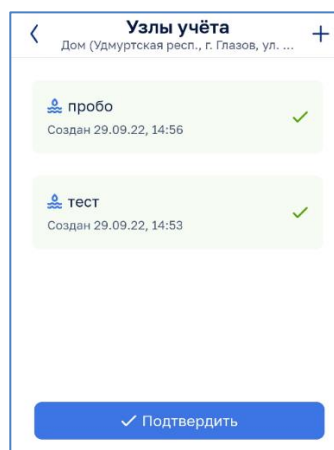 Узлы учёта
Дом (Удмуртская респ., г. Глазов, ул. ...
пробо
Создан 29.09.22, 14:56
тест
Создан 29.09.22, 14:53
Подтвердить